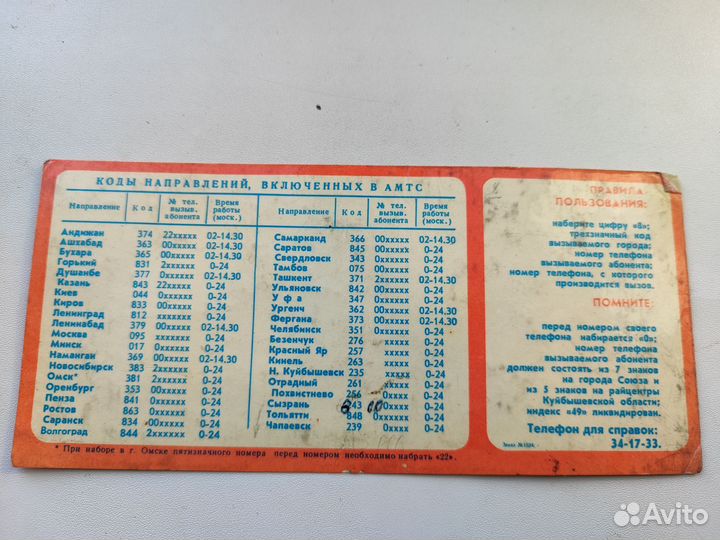 КОДЫ НАПРАВЛЕНИЙ, ВКЛЮЧЕННЫХ В АМТС
Направление Код № тел. вызыв. абонента Время работы (моск.)
Андижан 374 22xxxxx 02-14.30
Ашхабад 363 00xxxxx 02-14.30
Бухара 365 00xxxxx 02-14.30
Горький 831 2xxxxxx 0-24
Душанбе 377 0xxxxxx 02-14.30
Казань 843 22xxxxx 0-24
Киев 044 0xxxxxx 0-24
Киров 833 00xxxxx 0-24
Ленинград 812 xxxxxxx 0-24
Леннабад 379 00xxxxx 02-14.30
Москва 095 xxxxxxx 0-24
Минск 017 0xxxxxx 0-24
Наманган 369 00xxxxx 02-14.30
Новосибирск 383 2xxxxxx 0-24
Омск* 381 2xxxxxx 0-24
Оренбург 353 00xxxxx 0-24
Пенза 841 0xxxxxx 0-24
Ростов 863 0xxxxxx 0-24
Саранск 834 00xxxxx 0-24
Волгоград 844 2xxxxxx 0-24
Направление Код № тел. вызыв. абонента Время работы (моск.)
Самарканд 366 00xxxxx 02-14.30
Саратов 845 00xxxxx 0-24
Свердловск 343 0xxxxxx 0-24
Тамбов 075 00xxxxx 0-24
Ташкент 371 2xxxxxx 02-14.30
Ульяновск 842 00xxxxx 0-24
Уфа 347 0xxxxxx 0-24
Ургенч 362 00xxxxx 02-14.30
Фергана 373 00xxxxx 02-14.30
Челябинск 351 0xxxxxx 0-24
Безенчук 276 xxxxx 0-24
Красный Яр 257 xxxxx 0-24
Кинель 263 xxxxx 0-24
Н. Куйбышевск 235 xxxxx 0-24
Отрадный 261 xxxxx 0-24
Похвистнево 256 xxxxx 0-24
Сызрань 243 xxxxx 0-24
Тольятти 848 0xxxxxx 0-24
Чапаевск 239 0xxxx 0-24
* При наборе в г. Омске пятизначного номера перед номером необходимо набрать «22».
ПРАВИЛА
ПОЛЬЗОВАНИЯ:
наберите цифру «8»;
трехзначный код
вызываемого города;
номер телефона
вызываемого абонента;
номер телефона, с которого
производится вызов.
ПОМНИТЕ:
перед номером своего
телефона набирается «0»;
номер телефона
вызываемого абонента
должен состоять из 7 знаков
на города Союза и
из 5 знаков на райцентры
Куйбышевской области;
индекс «49» ликвидирован.
Телефон для справок:
34-17-33.
Avito